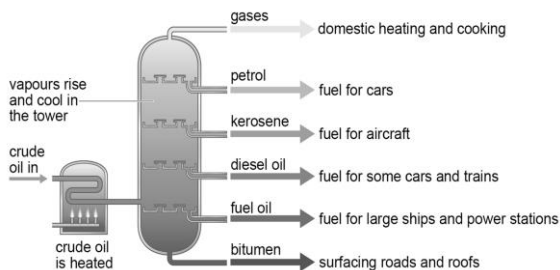 gases
domestic heating and cooking
vapours rise
and cool in
the tower
petrol
fuel for cars
kerosene
fuel for aircraft
crude
oil in
diesel oil
fuel for some cars and trains
fuel oil
fuel for large ships and power stations
crude oil
is heated
bitumen
surfacing roads and roofs